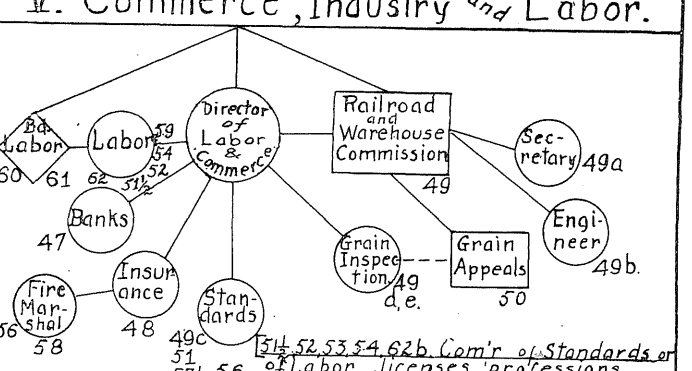 V. Commerce, Industry and Labor.
Bd.
Labor
60
61
Labor
62
59
54
52
51½
Director
of
Labor
&
Commerce
Railroad
and
Warehouse
Commission
49
Sec-
retary
49a
Engi-
neer
49b.
Banks
47
Insur
ance
48
Fire
Mar-
shal
56
58
Stan-
dards
49c
51
Grain
Inspec
tion
49
d,e.
Grain
Appeals
50
51½, 52, 53, 54, 62b. Com'r of Standards or
of Labor licenses professions